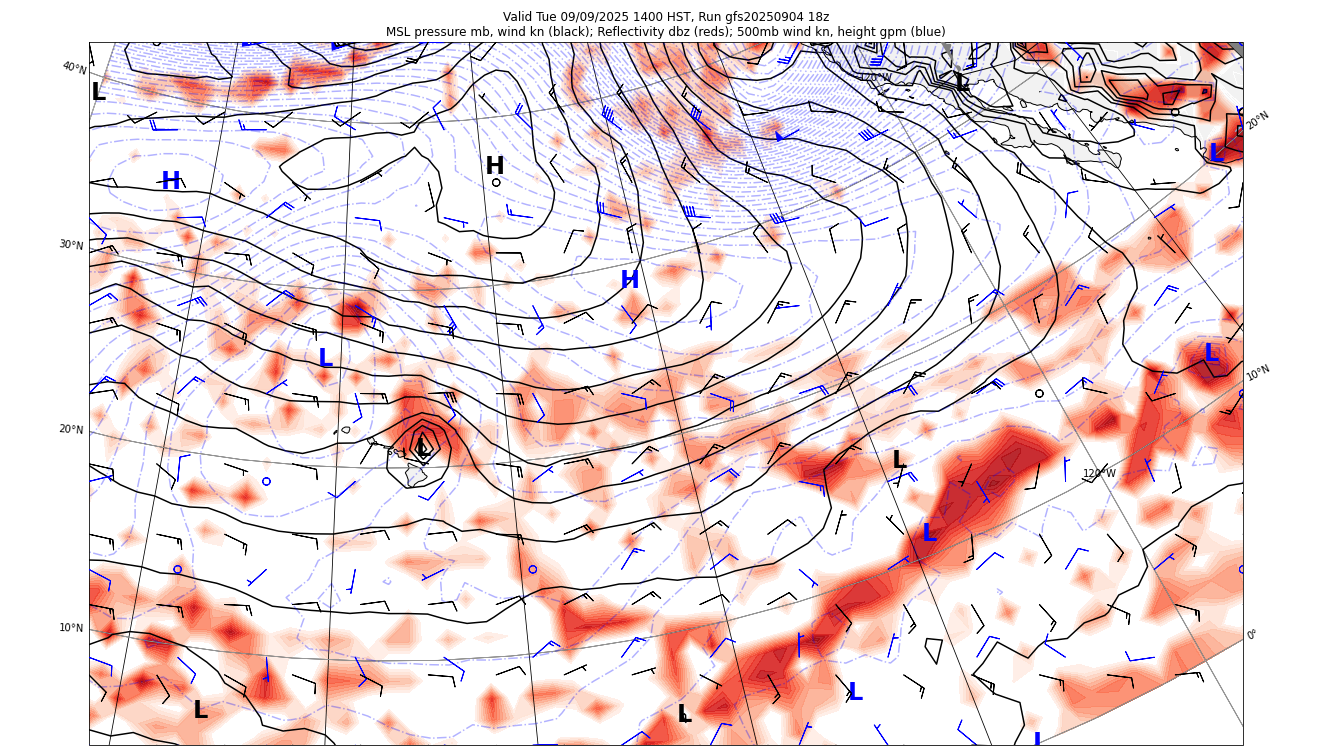 Valid Tue 09/09/2025 1400 HST, Run gfs20250904 18z
MSL pressure mb, wind kn (black); Reflectivity dbz (reds); 500mb wind kn, height gpm (blue)
40°N
120°W
L
L
20°N
L
H
H
30°N
H
L
L
10°N
20°N
L
L
120°W
L
10°N
0°
L
L
L
L